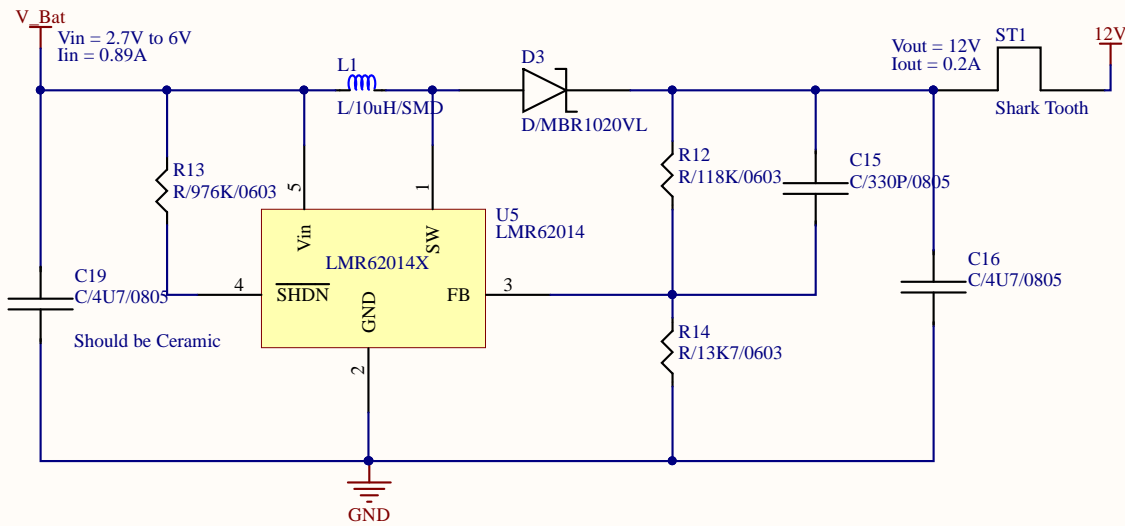 V_Bat
Vin = 2.7V to 6V
Iin = 0.89A
L1
L/10uH/SMD
D3
D/MBR1020VL
Vout = 12V
Iout = 0.2A
ST1
Shark Tooth
12V
R13
R/976K/0603
R12
R/118K/0603
C15
C/330P/0805
5
1
U5
LMR62014
Vin
SW
LMR62014X
C19
C/4U7/0805
4
SHDN
GND
FB
3
C16
C/4U7/0805
Should be Ceramic
2
R14
R/13K7/0603
GND